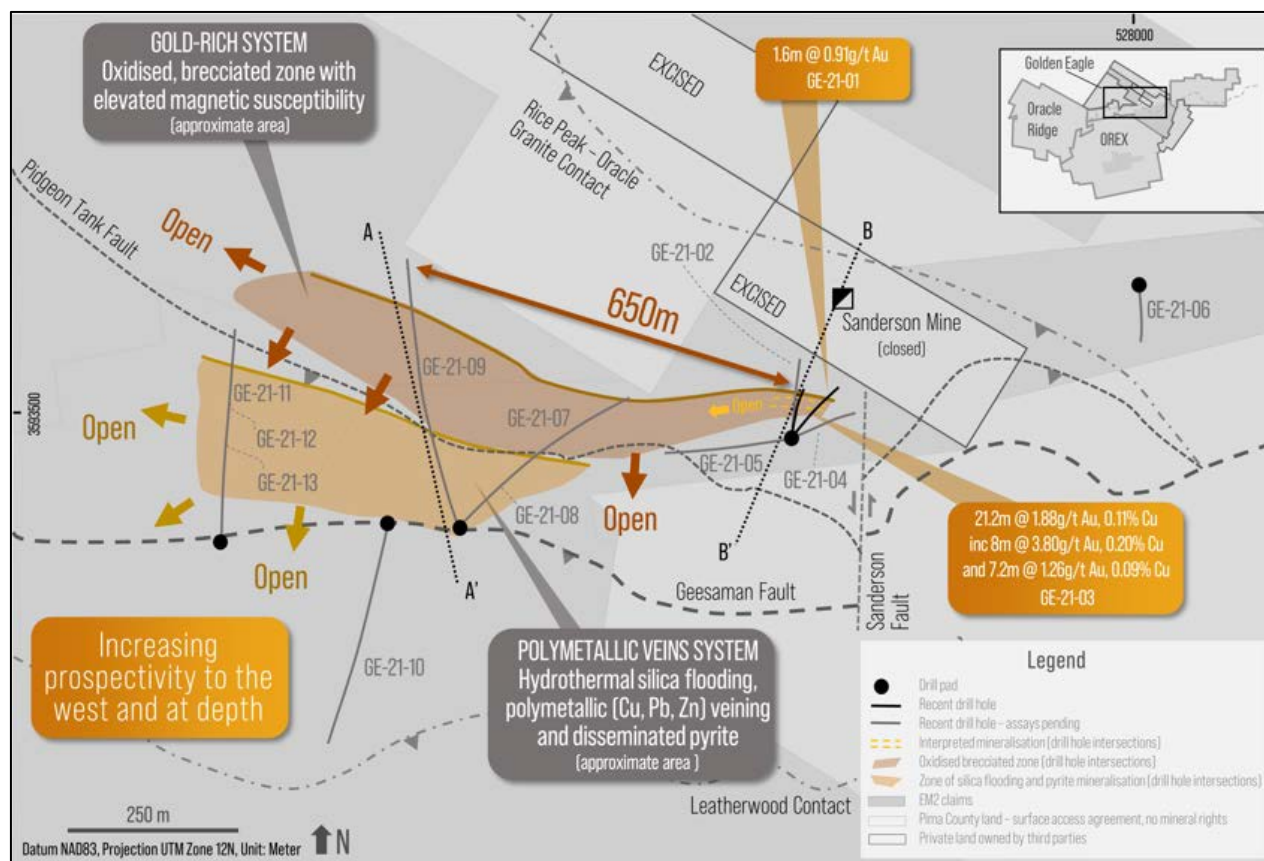 GOLD-RICH SYSTEM
Oxidised, brecciated zone with
elevated magnetic susceptibility
(approximate area)
1.6m @ 0.91g/t Au
GE-21-01
528000
EXCISED
Golden Eagle
Oracle
Ridge
OREX
Rice Peak - Oracle
Granite Contact
Pidgeon Tank Fault
Open
A
B
GE-21-02
650m
EXCISED
Sanderson Mine
(closed)
GE-21-06
3593500
GE-21-09
GE-21-11
Open
GE-21-07
Open
GE-21-12
GE-21-13
GE-21-05
GE-21-04
GE-21-08
Open
Open
B'
A'
Geesaman Fault
Sanderson
Fault
21.2m @ 1.88g/t Au, 0.11% Cu
inc 8m @ 3.80g/t Au, 0.20% Cu
and 7.2m @ 1.26g/t Au, 0.09% Cu
GE-21-03
Increasing
prospectivity to the
west and at depth
GE-21-10
POLYMETALLIC VEINS SYSTEM
Hydrothermal silica flooding,
polymetallic (Cu, Pb, Zn) veining
and disseminated pyrite
(approximate area )
Leatherwood Contact
Legend
Drill pad
Recent drill hole
Recent drill hole - assays pending
Interpreted mineralisation (drill hole intersections)
Oxidised brecciated zone (drill hole intersections)
Zone of silica flooding and pyrite mineralisation (drill hole intersections)
EM2 claims
Pima County land - surface access agreement, no mineral rights
Private land owned by third parties
250 m
N
Datum NAD83, Projection UTM Zone 12N, Unit: Meter